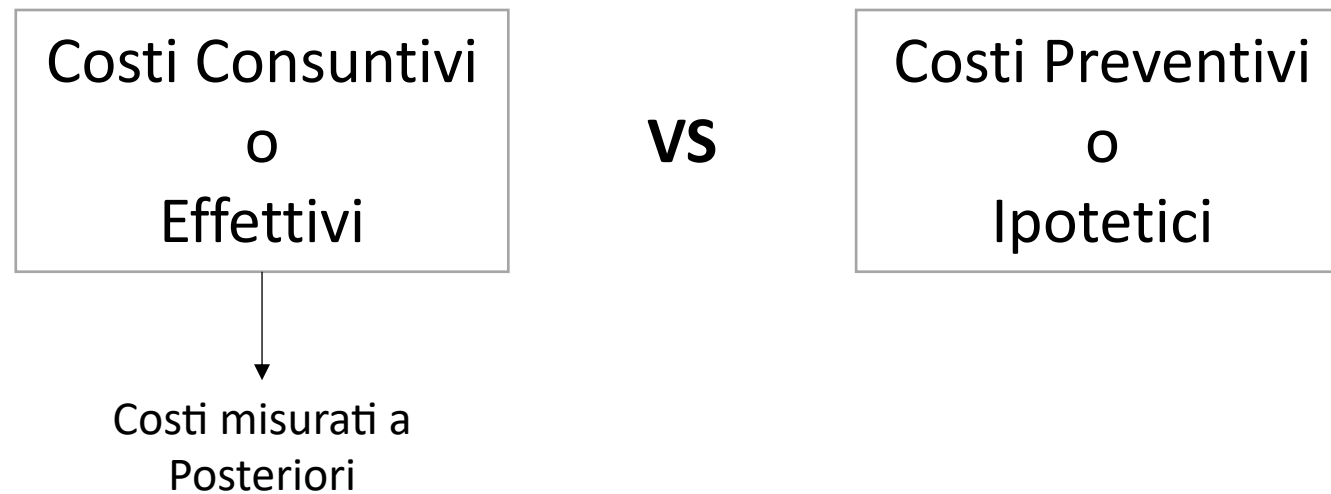 Costi Consuntivi
o
Effettivi
VS
Costi Preventivi
o
Ipotetici
Costi misurati a
Posteriori